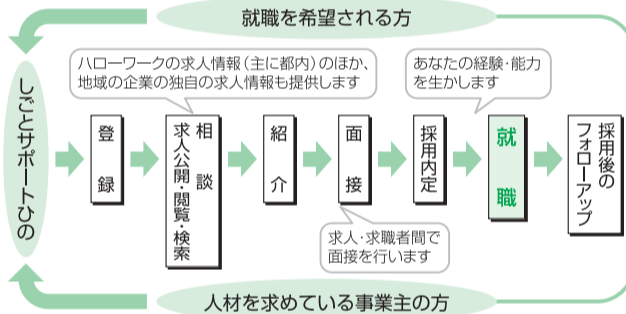 就職を希望される方
ハローワークの求人情報（主に都内）のほか、
地域の企業の独自の求人情報も提供します
あなたの経験・能力
を生かします
しごとサポートひの
登録
相談
求人公開・閲覧・検索
紹介
面接
採用内定
就職
採用後の
フォローアップ
求人・求職者間で
面接を行います
人材を求めている事業主の方